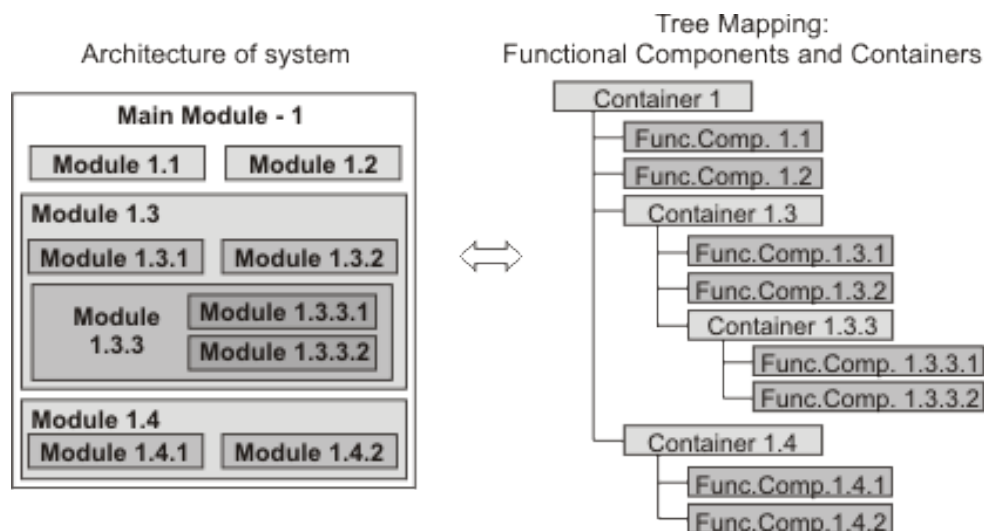 Architecture of system
Main Module - 1
Module 1.1
Module 1.2
Module 1.3
Module 1.3.1
Module 1.3.2
Module
1.3.3
Module 1.3.3.1
Module 1.3.3.2
Module 1.4
Module 1.4.1
Module 1.4.2
Tree Mapping:
Functional Components and Containers
Container 1
Func.Comp. 1.1
Func.Comp. 1.2
Container 1.3
Func.Comp.1.3.1
Func.Comp.1.3.2
Container 1.3.3
Func.Comp. 1.3.3.1
Func.Comp. 1.3.3.2
Container 1.4
Func.Comp.1.4.1
Func.Comp.1.4.2